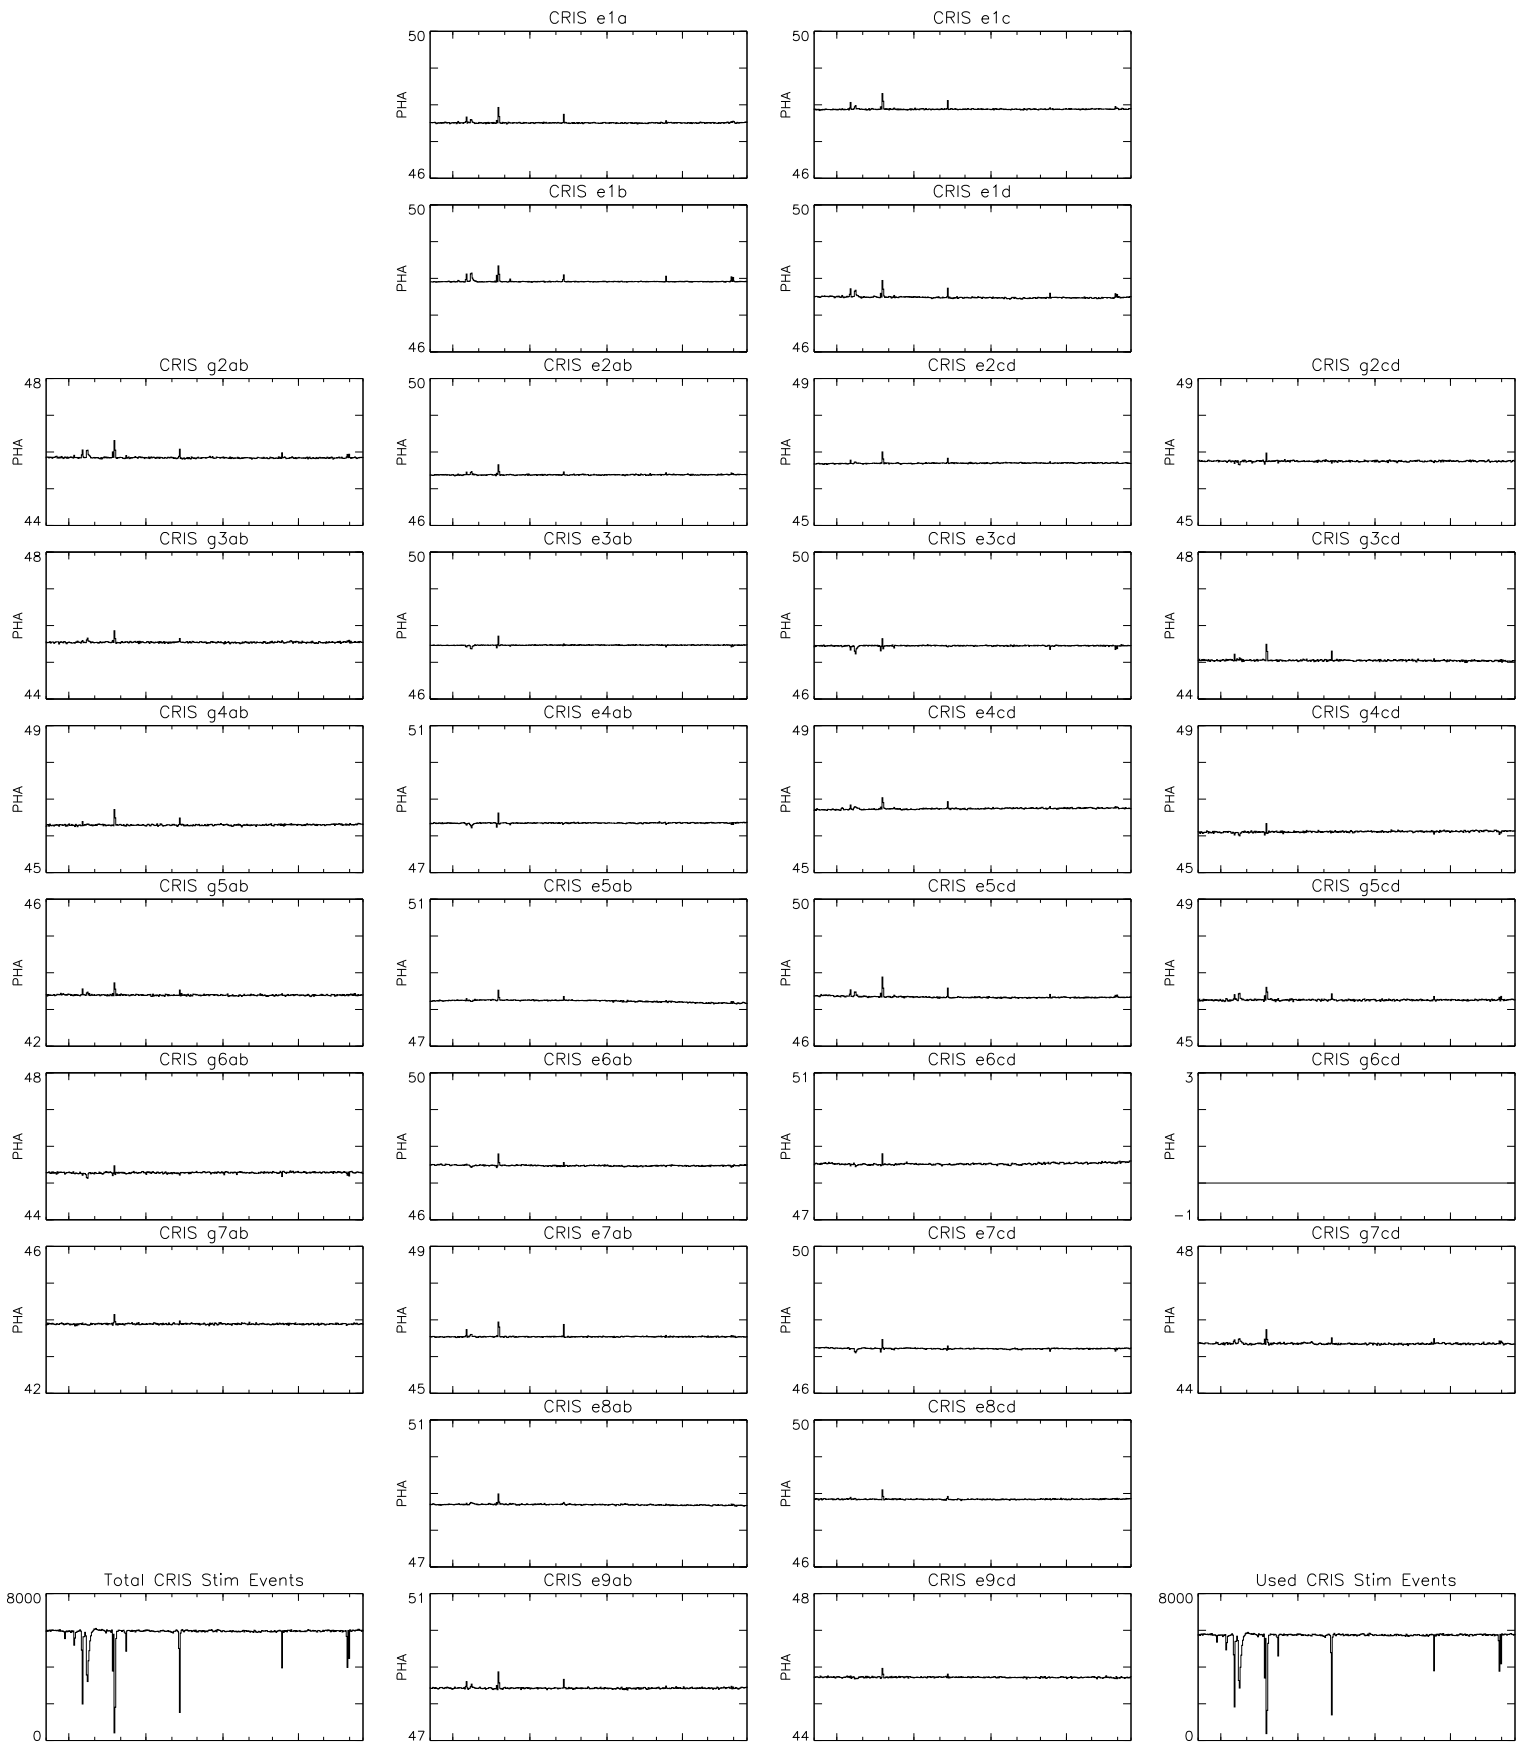 CRIS e1a
CRIS e1c
50
PHA
46
50
PHA
46
CRIS e1b
CRIS e1d
50
PHA
46
50
PHA
46
CRIS g2ab
CRIS e2ab
CRIS e2cd
CRIS g2cd
48
PHA
44
50
PHA
46
49
PHA
45
49
PHA
45
CRIS g3ab
CRIS e3ab
CRIS e3cd
CRIS g3cd
48
PHA
44
50
PHA
46
50
PHA
46
48
PHA
44
CRIS g4ab
CRIS e4ab
CRIS e4cd
CRIS g4cd
49
PHA
45
51
PHA
47
49
PHA
45
49
PHA
45
CRIS g5ab
CRIS e5ab
CRIS e5cd
CRIS g5cd
46
PHA
42
51
PHA
47
50
PHA
46
49
PHA
45
CRIS g6ab
CRIS e6ab
CRIS e6cd
CRIS g6cd
48
PHA
44
50
PHA
46
51
PHA
47
3
PHA
-1
CRIS g7ab
CRIS e7ab
CRIS e7cd
CRIS g7cd
46
PHA
42
49
PHA
45
50
PHA
46
48
PHA
44
CRIS e8ab
CRIS e8cd
51
PHA
47
50
PHA
46
Total CRIS Stim Events
CRIS e9ab
CRIS e9cd
Used CRIS Stim Events
8000
0
51
PHA
47
48
PHA
44
8000
0